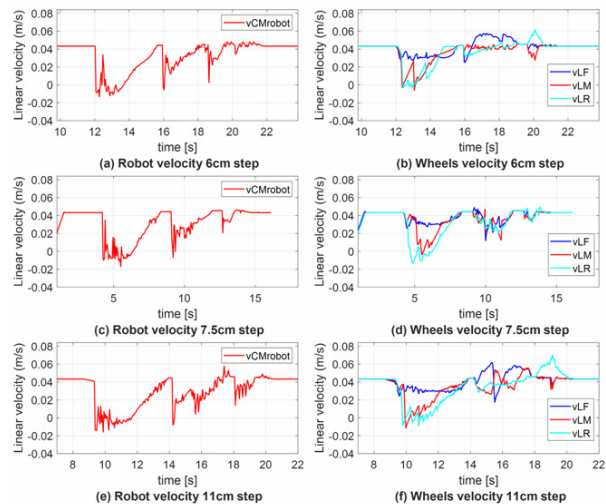 0.08
0.06
0.04
0.02
0
-0.02
-0.04
Linear velocity (m/s)
vCMrobot
10 12 14 16 18 20 22
time [s]
(a) Robot velocity 6cm step
0.08
0.06
0.04
0.02
0
-0.02
-0.04
Linear velocity (m/s)
vLF
vLM
vLR
10 12 14 16 18 20 22
time [s]
(b) Wheels velocity 6cm step
0.08
0.06
0.04
0.02
0
-0.02
-0.04
Linear velocity (m/s)
vCMrobot
5 10 15
time [s]
(c) Robot velocity 7.5cm step
0.08
0.06
0.04
0.02
0
-0.02
-0.04
Linear velocity (m/s)
vLF
vLM
vLR
5 10 15
time [s]
(d) Wheels velocity 7.5cm step
0.08
0.06
0.04
0.02
0
-0.02
-0.04
Linear velocity (m/s)
vCMrobot
8 10 12 14 16 18 20 22
time [s]
(e) Robot velocity 11cm step
0.08
0.06
0.04
0.02
0
-0.02
-0.04
Linear velocity (m/s)
vLF
vLM
vLR
8 10 12 14 16 18 20 22
time [s]
(f) Wheels velocity 11cm step